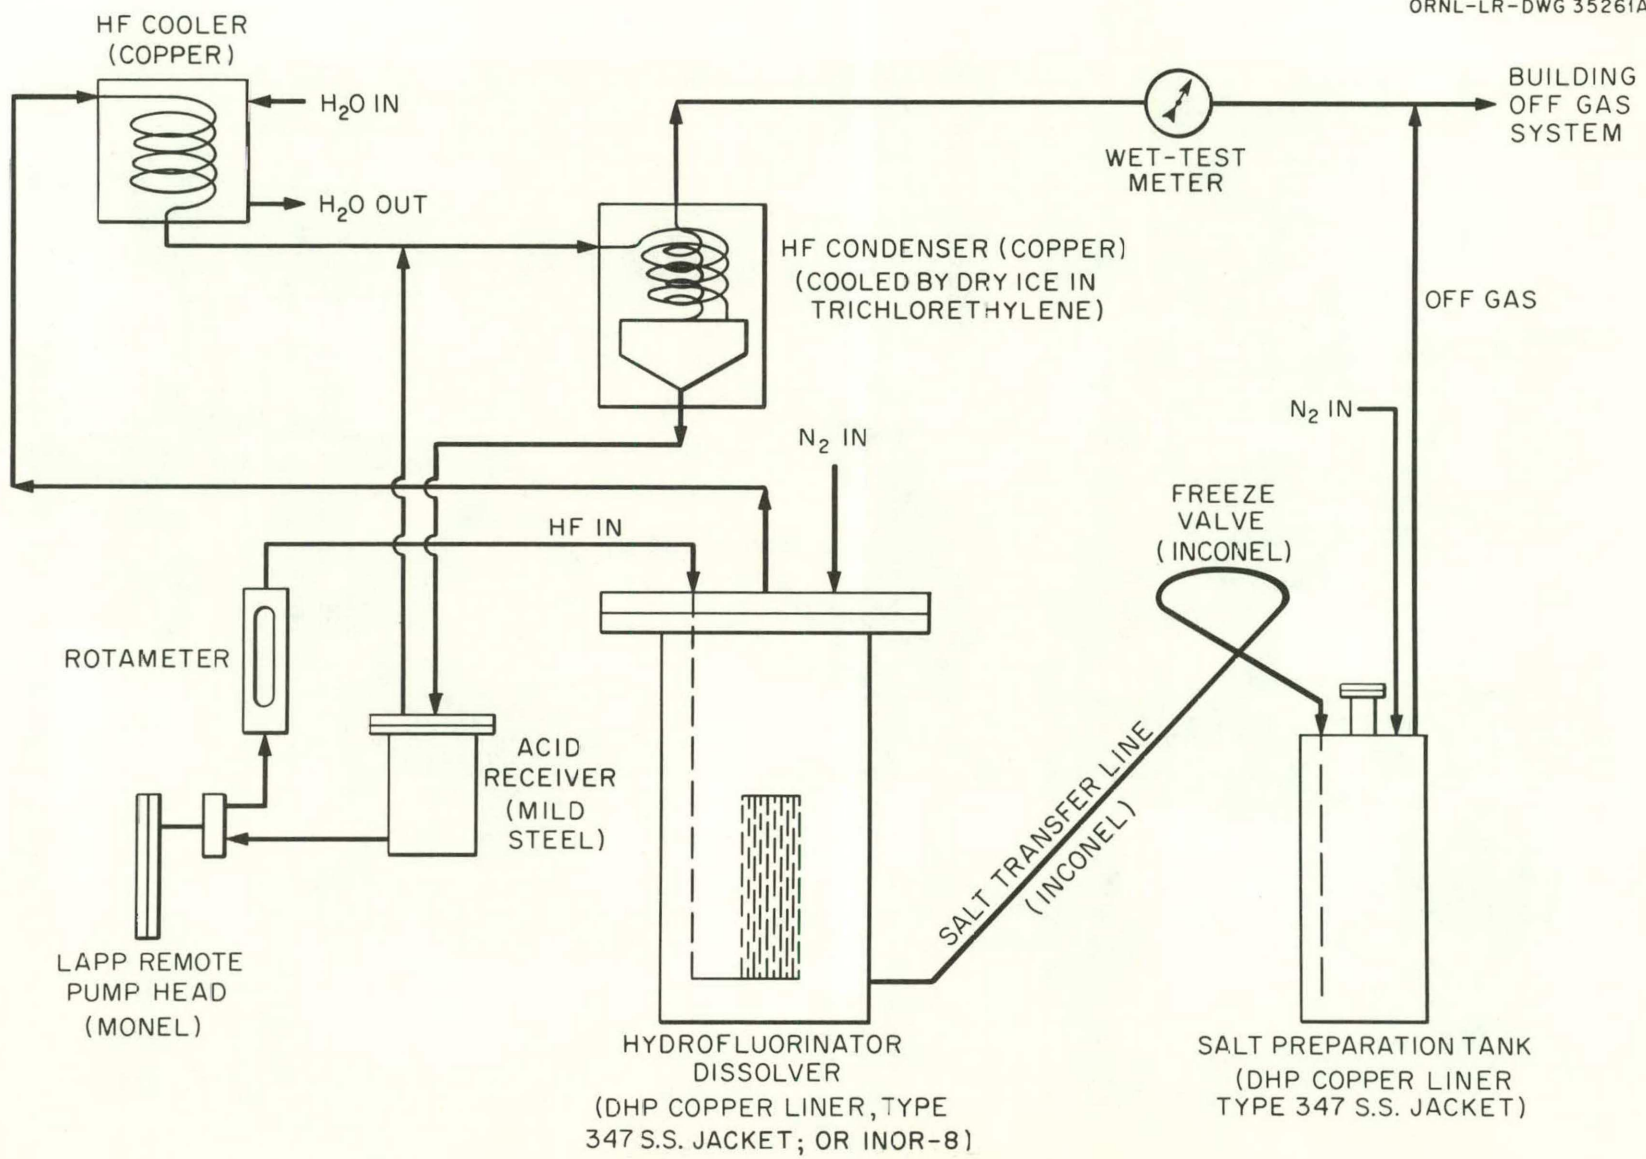 ORNL-LR-DWG 35261A
HF COOLER
(COPPER)
H₂O IN
H₂O OUT
BUILDING
OFF GAS
SYSTEM
WET-TEST
METER
HF CONDENSER (COPPER)
(COOLED BY DRY ICE IN
TRICHLORETHYLENE)
OFF GAS
N₂ IN
N₂ IN
FREEZE
VALVE
(INCONEL)
HF IN
ROTAMETER
ACID
RECEIVER
(MILD
STEEL)
SALT TRANSFER LINE
(INCONEL)
LAPP REMOTE
PUMP HEAD
(MONEL)
HYDROFLUORINATOR
DISSOLVER
(DHP COPPER LINER, TYPE
347 S.S. JACKET; OR INOR-8)
SALT PREPARATION TANK
(DHP COPPER LINER
TYPE 347 S.S. JACKET)